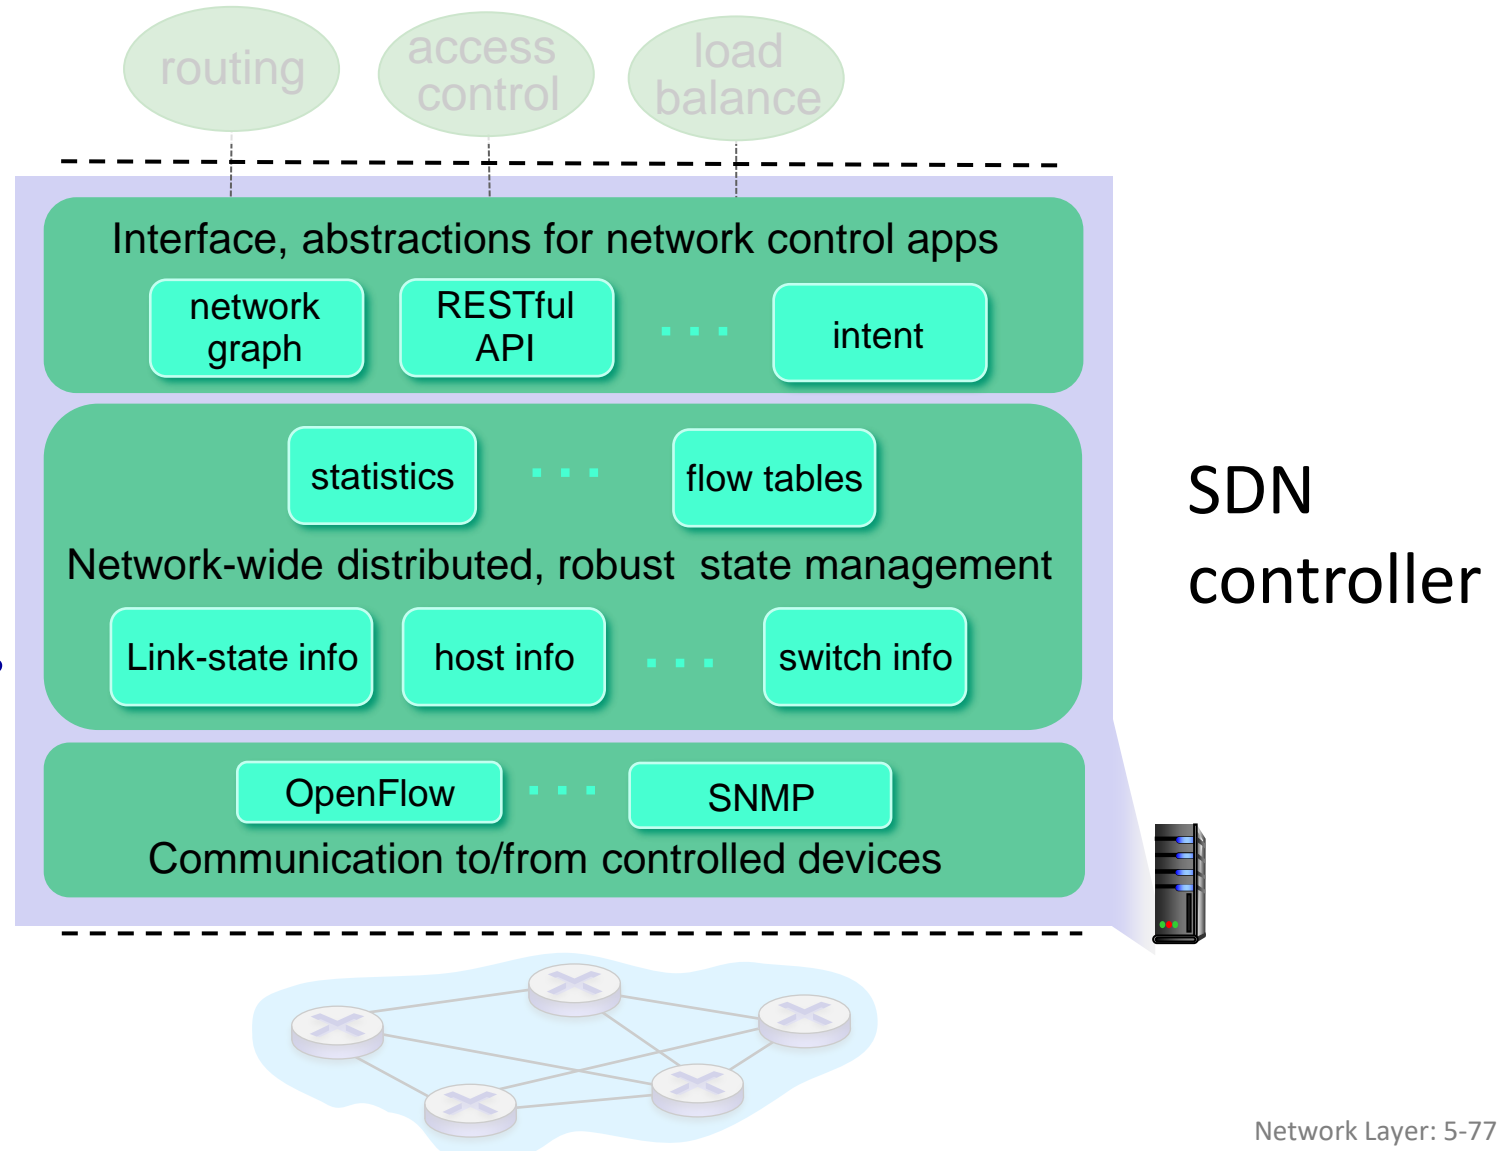 routing
access
control
load
balance
Interface, abstractions for network control apps
network
graph
RESTful
API
intent
statistics
flow tables
Network-wide distributed, robust  state management
Link-state info
host info
switch info
OpenFlow
SNMP
Communication to/from controlled devices
SDN
controller
Network Layer: 5-77